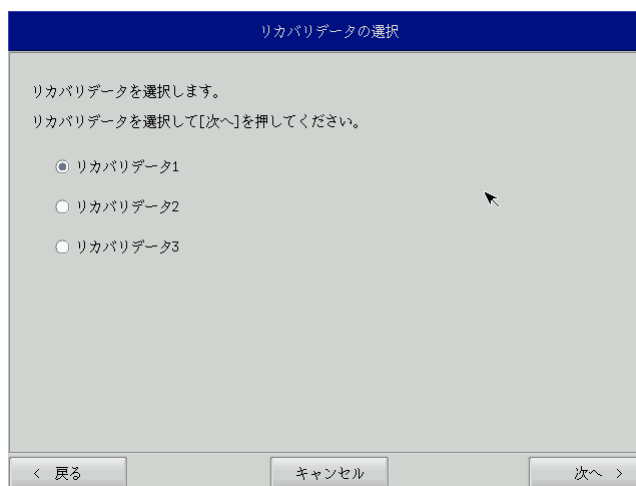 リカバリデータの選択
リカバリデータを選択します。
リカバリデータを選択して[次へ]を押してください。
リカバリデータ1
リカバリデータ2
リカバリデータ3
< 戻る
キャンセル
次へ >